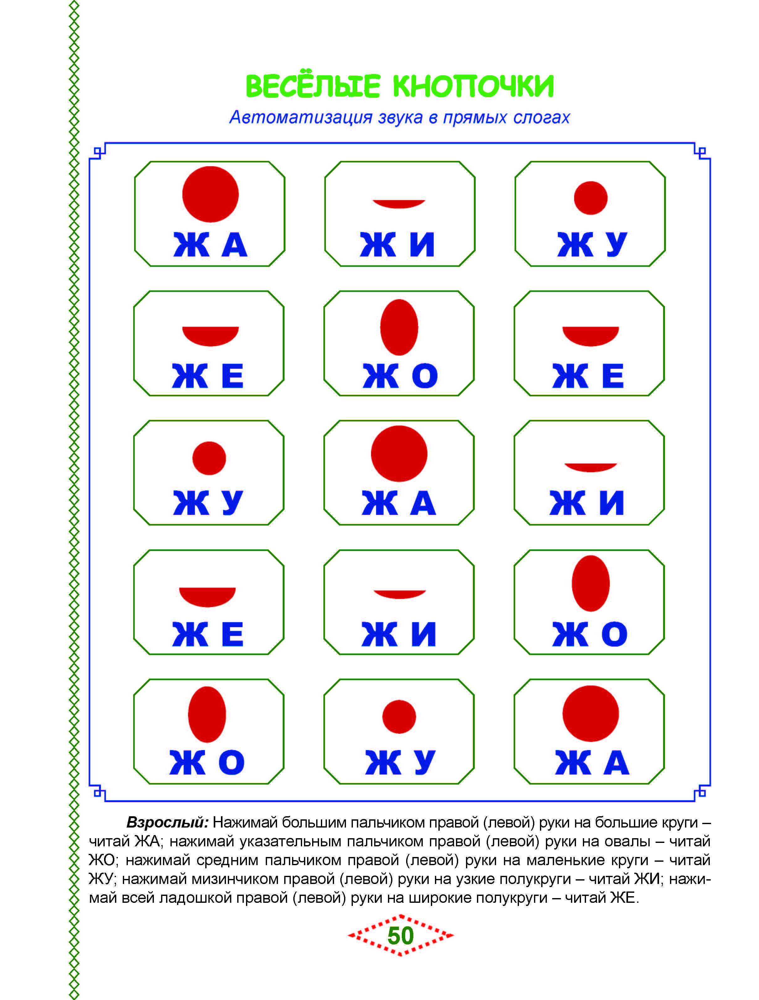 ВЕСЁЛЫЕ КНОПОЧКИ
Автоматизация звука в прямых слогах
Ж А Ж И Ж У
Ж Е Ж О Ж Е
Ж У Ж А Ж И
Ж Е Ж И Ж О
Ж О Ж У Ж А
Взрослый: Нажимай большим пальчиком правой (левой) руки на большие круги –
читай ЖА; нажимай указательным пальчиком правой (левой) руки на овалы – читай
ЖО; нажимай средним пальчиком правой (левой) руки на маленькие круги – читай
ЖУ; нажимай мизинчиком правой (левой) руки на узкие полукруги – читай ЖИ; нажи-
май всей ладошкой правой (левой) руки на широкие полукруги – читай ЖЕ.
50